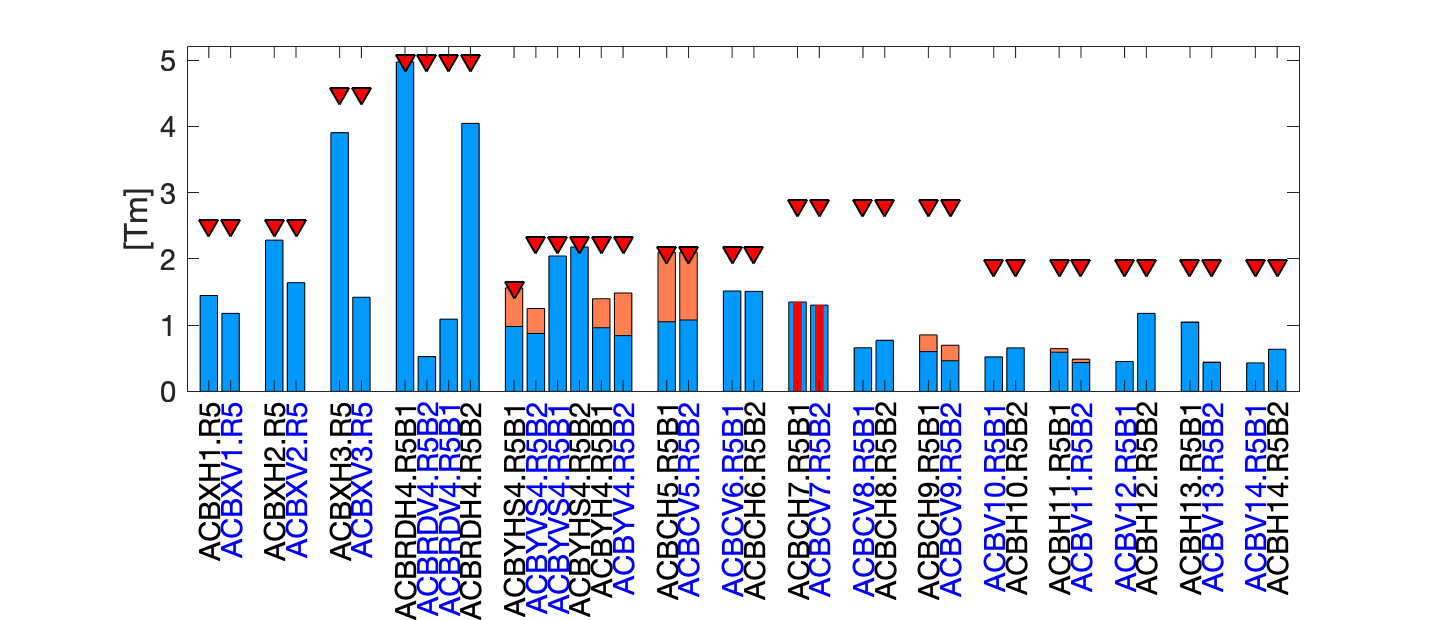 5
4
3
2
1
0
[Tm]
ACBXH1.R5
ACBXV1.R5
ACBXH2.R5
ACBXV2.R5
ACBXH3.R5
ACBXV3.R5
ACBRDH4.R5B1
ACBRDV4.R5B2
ACBRDV4.R5B1
ACBRDH4.R5B2
ACBYHS4.R5B1
ACBYVS4.R5B2
ACBYVS4.R5B1
ACBYHS4.R5B2
ACBYH4.R5B1
ACBYV4.R5B2
ACBCH5.R5B1
ACBCV5.R5B2
ACBCV6.R5B1
ACBCH6.R5B2
ACBCH7.R5B1
ACBCV7.R5B2
ACBCV8.R5B1
ACBCH8.R5B2
ACBCH9.R5B1
ACBCV9.R5B2
ACBV10.R5B1
ACBH10.R5B2
ACBH11.R5B1
ACBV11.R5B2
ACBV12.R5B1
ACBH12.R5B2
ACBH13.R5B1
ACBV13.R5B2
ACBV14.R5B1
ACBH14.R5B2